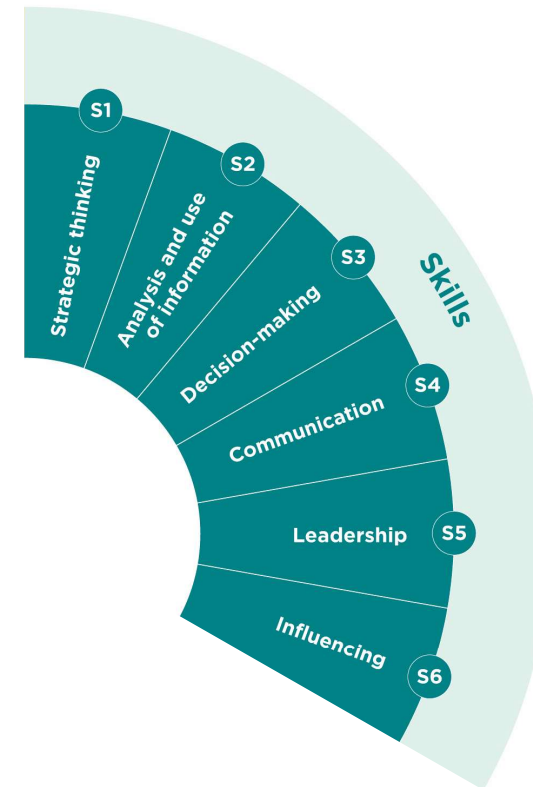 S1
Strategic thinking
S2
Analysis and use
of information
S3
Decision-making
Skills
S4
Communication
S5
Leadership
S6
Influencing